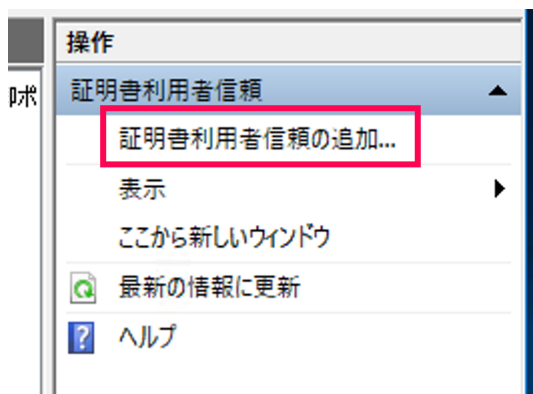 操作
ﾛポ
証明書利用者信頼
証明書利用者信頼の追加...
表示
ここから新しいウィンドウ
最新の情報に更新
ヘルプ